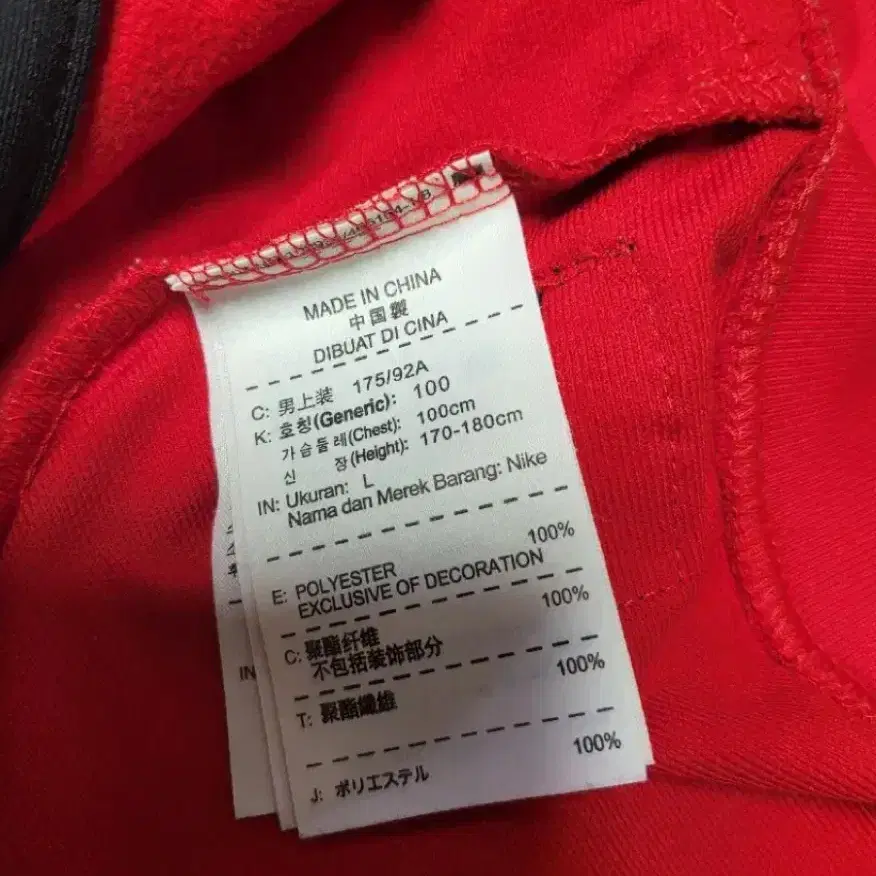 MADE IN CHINA
中国製
DIBUAT DI CINA
C: 男上装 175/92A
K: 호칭(Generic): 100
가슴둘레(Chest): 100cm
신 장(Height): 170-180cm
IN: Ukuran: L
Nama dan Merek Barang: Nike
100%
E: POLYESTER
EXCLUSIVE OF DECORATION
100%
C: 聚酯纤维
不包括装饰部分
100%
T: 聚酯纖維
100%
J: ポリエステル
IN